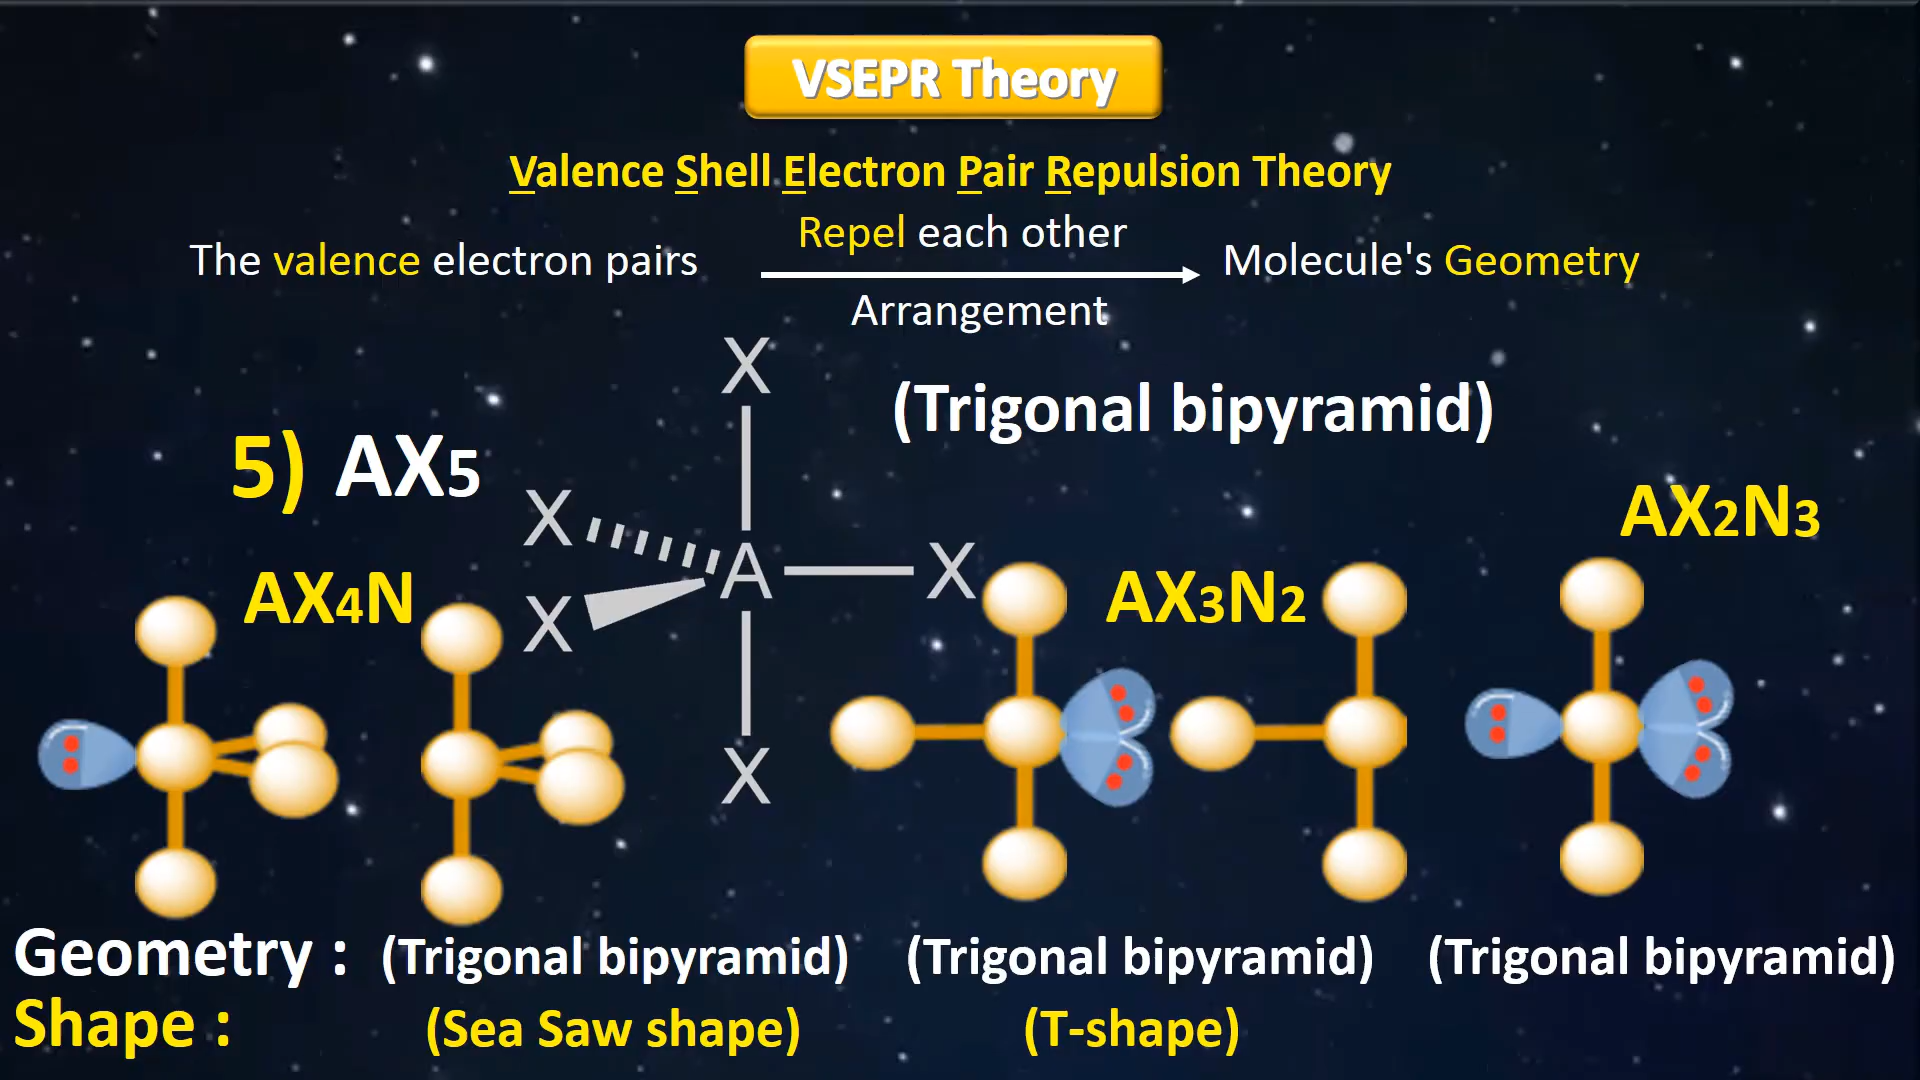 VSEPR Theory
Valence Shell Electron Pair Repulsion Theory
The valence electron pairs
Repel each other
Arrangement
Molecule's Geometry
(Trigonal bipyramid)
5) AX5
X
X
X
A
X
X
AX4N
AX3N2
AX2N3
Geometry : (Trigonal bipyramid) (Trigonal bipyramid) (Trigonal bipyramid)
Shape : (Sea Saw shape) (T-shape)